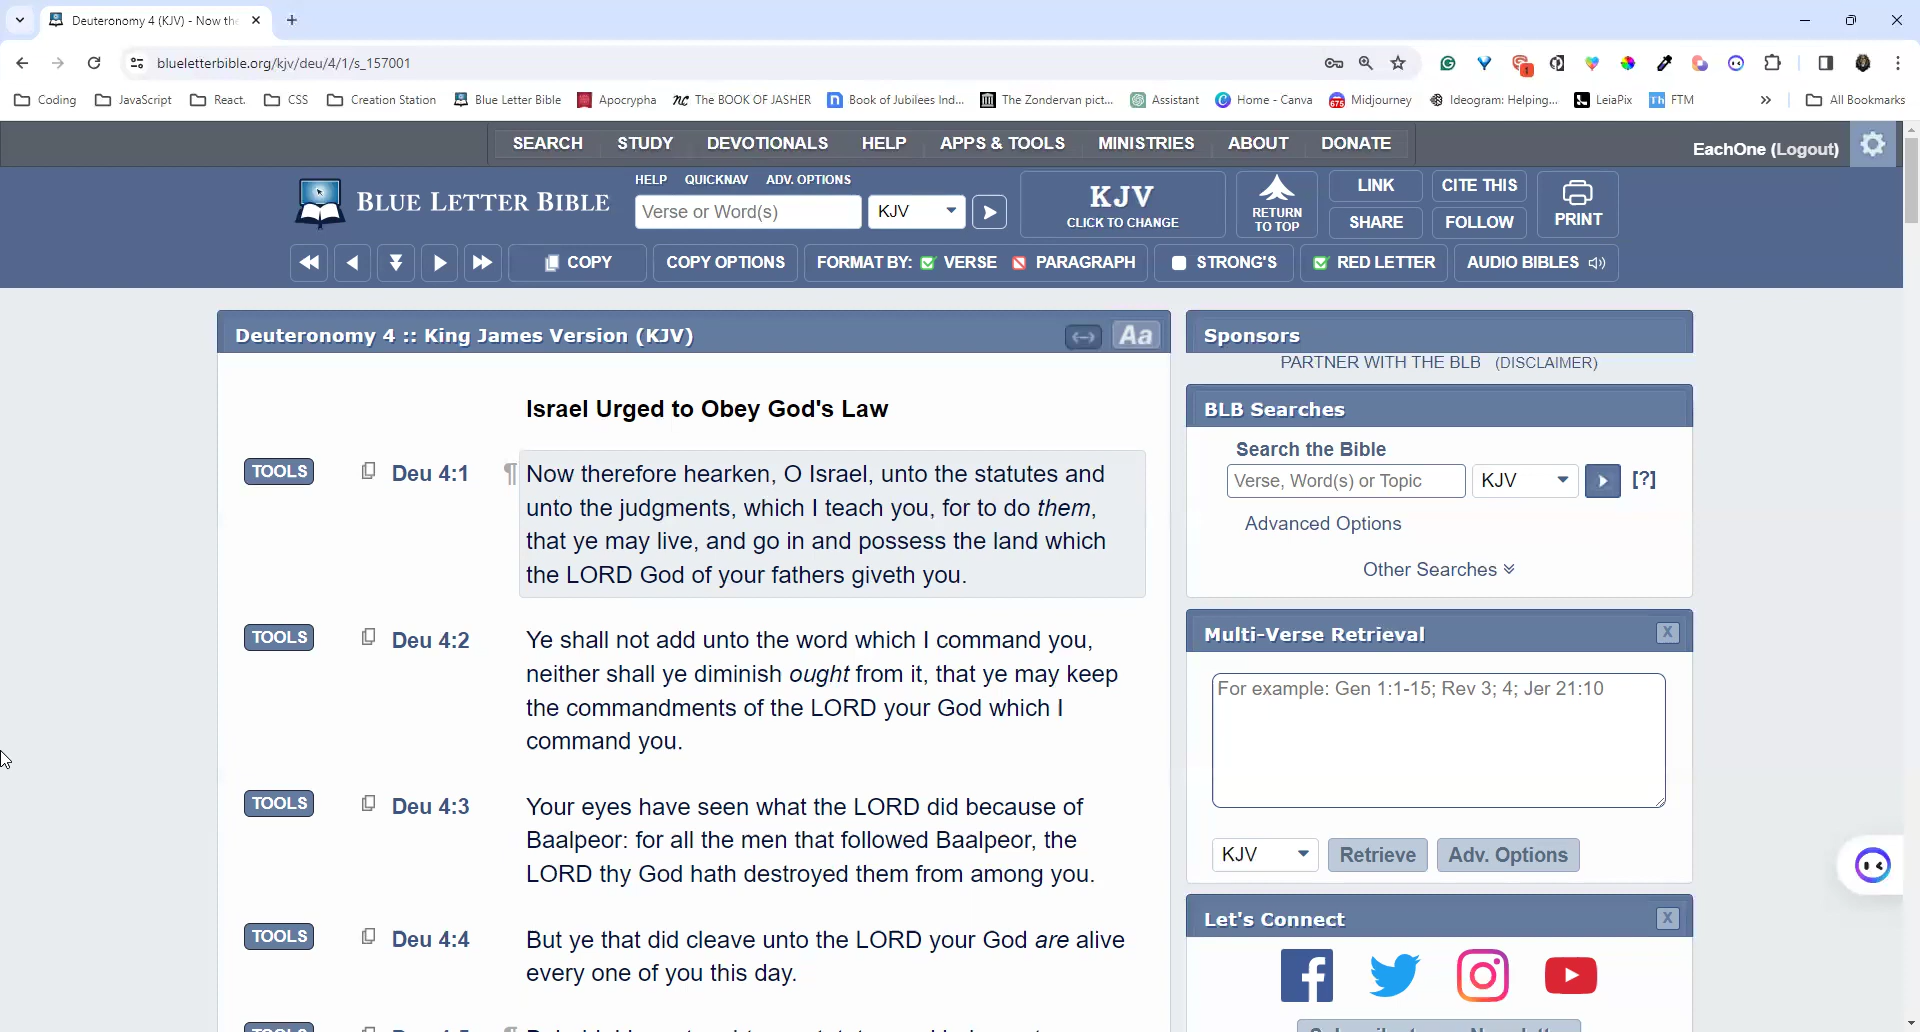 Deuteronomy 4 (KJV) - Now the
blueletterbible.org/kjv/deu/4/1/s_157001
1
Coding JavaScript React. CSS Creation Station Blue Letter Bible Apocrypha The BOOK OF JASHER Book of Jubilees Ind... The Zondervan pict... Assistant Home - Canva 675 Midjourney Ideogram: Helping... LeiaPix Th FTM » All Bookmarks
SEARCH STUDY DEVOTIONALS HELP APPS & TOOLS MINISTRIES ABOUT DONATE
EachOne (Logout)
HELP QUICKNAV ADV. OPTIONS
BLUE LETTER BIBLE
Verse or Word(s) KJV
KJV
CLICK TO CHANGE
RETURN
TO TOP
LINK CITE THIS
SHARE FOLLOW
PRINT
COPY COPY OPTIONS FORMAT BY: VERSE PARAGRAPH STRONG'S RED LETTER AUDIO BIBLES
Deuteronomy 4 :: King James Version (KJV) Aa
Israel Urged to Obey God's Law
TOOLS Deu 4:1 ¶ Now therefore hearken, O Israel, unto the statutes and
unto the judgments, which I teach you, for to do them,
that ye may live, and go in and possess the land which
the LORD God of your fathers giveth you.
TOOLS Deu 4:2 Ye shall not add unto the word which I command you,
neither shall ye diminish ought from it, that ye may keep
the commandments of the LORD your God which I
command you.
TOOLS Deu 4:3 Your eyes have seen what the LORD did because of
Baalpeor: for all the men that followed Baalpeor, the
LORD thy God hath destroyed them from among you.
TOOLS Deu 4:4 But ye that did cleave unto the LORD your God are alive
every one of you this day.
Sponsors
PARTNER WITH THE BLB (DISCLAIMER)
BLB Searches
Search the Bible
Verse, Word(s) or Topic KJV [?]
Advanced Options
Other Searches
Multi-Verse Retrieval X
For example: Gen 1:1-15; Rev 3; 4; Jer 21:10
KJV Retrieve Adv. Options
Let's Connect X